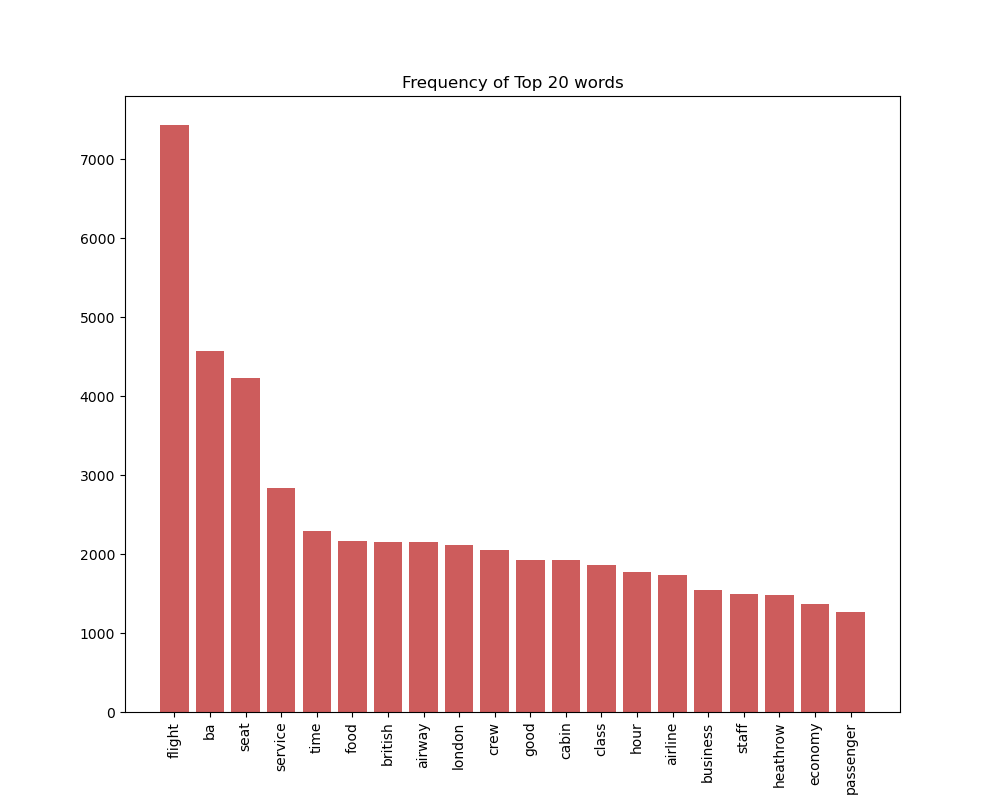 Frequency of Top 20 words
7000
6000
5000
4000
3000
2000
1000
0
flight
ba
seat
service
time
food
british
airway
london
crew
good
cabin
class
hour
airline
business
staff
heathrow
economy
passenger